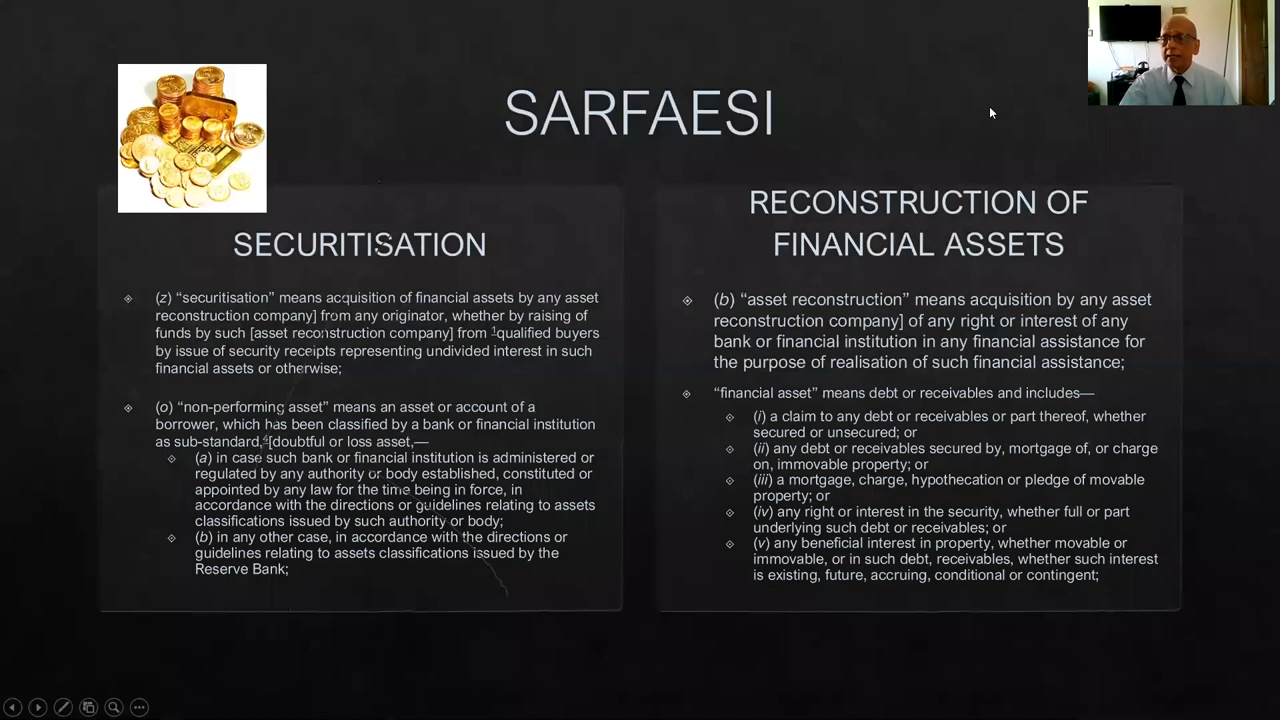 SARFAESI
SECURITISATION
(z) “securitisation” means acquisition of financial assets by any asset
reconstruction company] from any originator, whether by raising of
funds by such [asset reconstruction company] from 1qualified buyers
by issue of security receipts representing undivided interest in such
financial assets or otherwise;
(o) “non-performing asset” means an asset or account of a
borrower, which has been classified by a bank or financial institution
as sub-standard,4[doubtful or loss asset,—
(a) in case such bank or financial institution is administered or
regulated by any authority or body established, constituted or
appointed by any law for the time being in force, in
accordance with the directions or guidelines relating to assets
classifications issued by such authority or body;
(b) in any other case, in accordance with the directions or
guidelines relating to assets classifications issued by the
Reserve Bank;
RECONSTRUCTION OF
FINANCIAL ASSETS
(b) “asset reconstruction” means acquisition by any asset
reconstruction company] of any right or interest of any
bank or financial institution in any financial assistance for
the purpose of realisation of such financial assistance;
“financial asset” means debt or receivables and includes—
(i) a claim to any debt or receivables or part thereof, whether
secured or unsecured; or
(ii) any debt or receivables secured by, mortgage of, or charge
on, immovable property; or
(iii) a mortgage, charge, hypothecation or pledge of movable
property; or
(iv) any right or interest in the security, whether full or part
underlying such debt or receivables; or
(v) any beneficial interest in property, whether movable or
immovable, or in such debt, receivables, whether such interest
is existing, future, accruing, conditional or contingent;